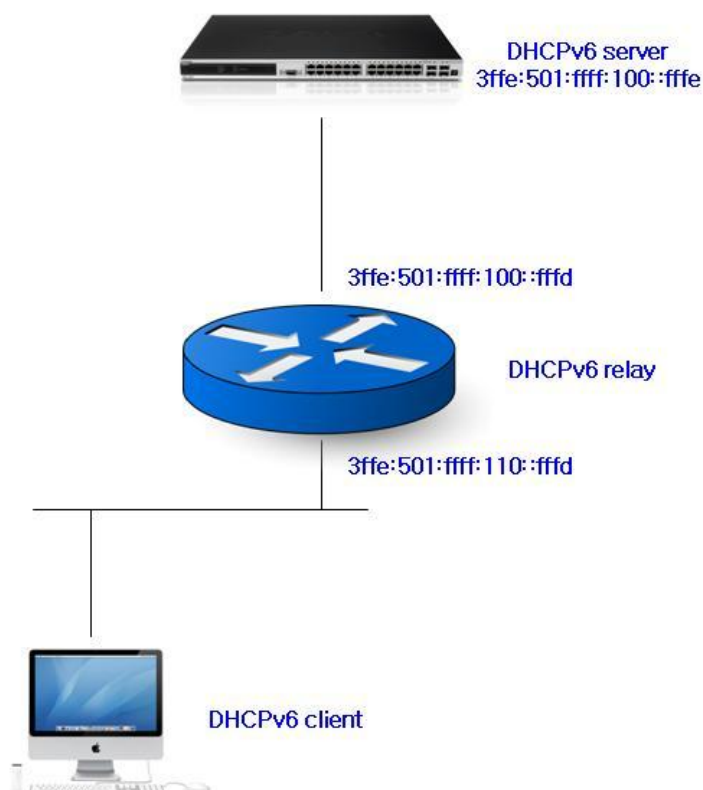 DHCPv6 server
3ffe:501:ffff:100::fffe
3ffe:501:ffff:100::fffd
DHCPv6 relay
3ffe:501:ffff:110::fffd
DHCPv6 client